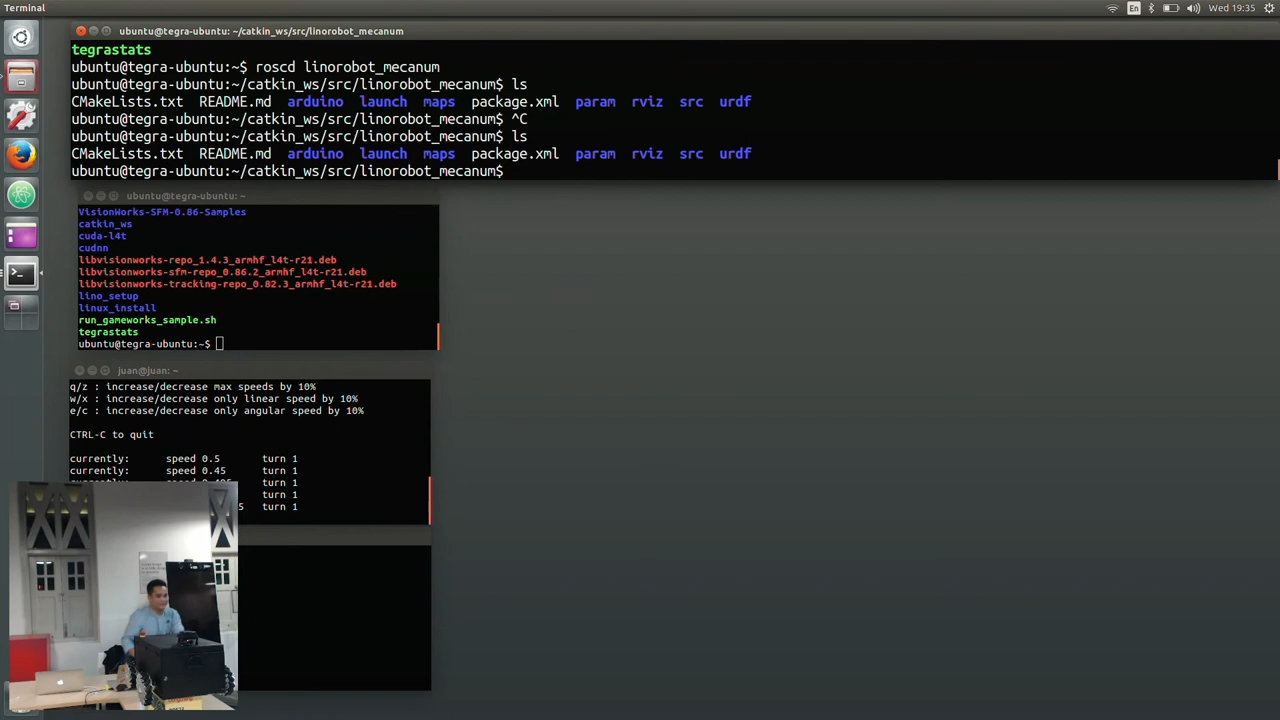 Terminal
En
Wed 19:35
ubuntu@tegra-ubuntu: ~/catkin_ws/src/linorobot_mecanum
tegrastats
ubuntu@tegra-ubuntu:~$ roscd linorobot_mecanum
ubuntu@tegra-ubuntu:~/catkin_ws/src/linorobot_mecanum$ ls
CMakeLists.txt README.md arduino launch maps package.xml param rviz src urdf
ubuntu@tegra-ubuntu:~/catkin_ws/src/linorobot_mecanum$ ^C
ubuntu@tegra-ubuntu:~/catkin_ws/src/linorobot_mecanum$ ls
CMakeLists.txt README.md arduino launch maps package.xml param rviz src urdf
ubuntu@tegra-ubuntu:~/catkin_ws/src/linorobot_mecanum$
ubuntu@tegra-ubuntu: ~
VisionWorks-SFM-0.86-Samples
catkin_ws
cuda-l4t
cudnn
libvisionworks-repo_1.4.3_armhf_l4t-r21.deb
libvisionworks-sfm-repo_0.86.2_armhf_l4t-r21.deb
libvisionworks-tracking-repo_0.82.3_armhf_l4t-r21.deb
lino_setup
linux_install
run_gameworks_sample.sh
tegrastats
ubuntu@tegra-ubuntu:~$
juan@juan: ~
q/z : increase/decrease max speeds by 10%
w/x : increase/decrease only linear speed by 10%
e/c : increase/decrease only angular speed by 10%
CTRL-C to quit
currently: speed 0.5 turn 1
currently: speed 0.45 turn 1
turn 1
turn 1
5 turn 1